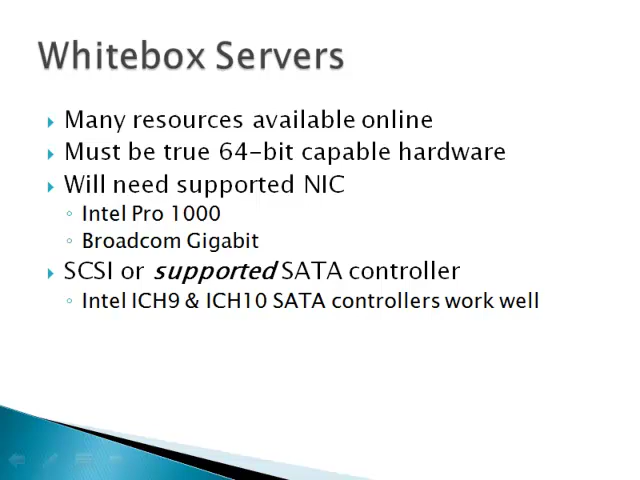 Whitebox Servers
Many resources available online
Must be true 64-bit capable hardware
Will need supported NIC
Intel Pro 1000
Broadcom Gigabit
SCSI or supported SATA controller
Intel ICH9 & ICH10 SATA controllers work well